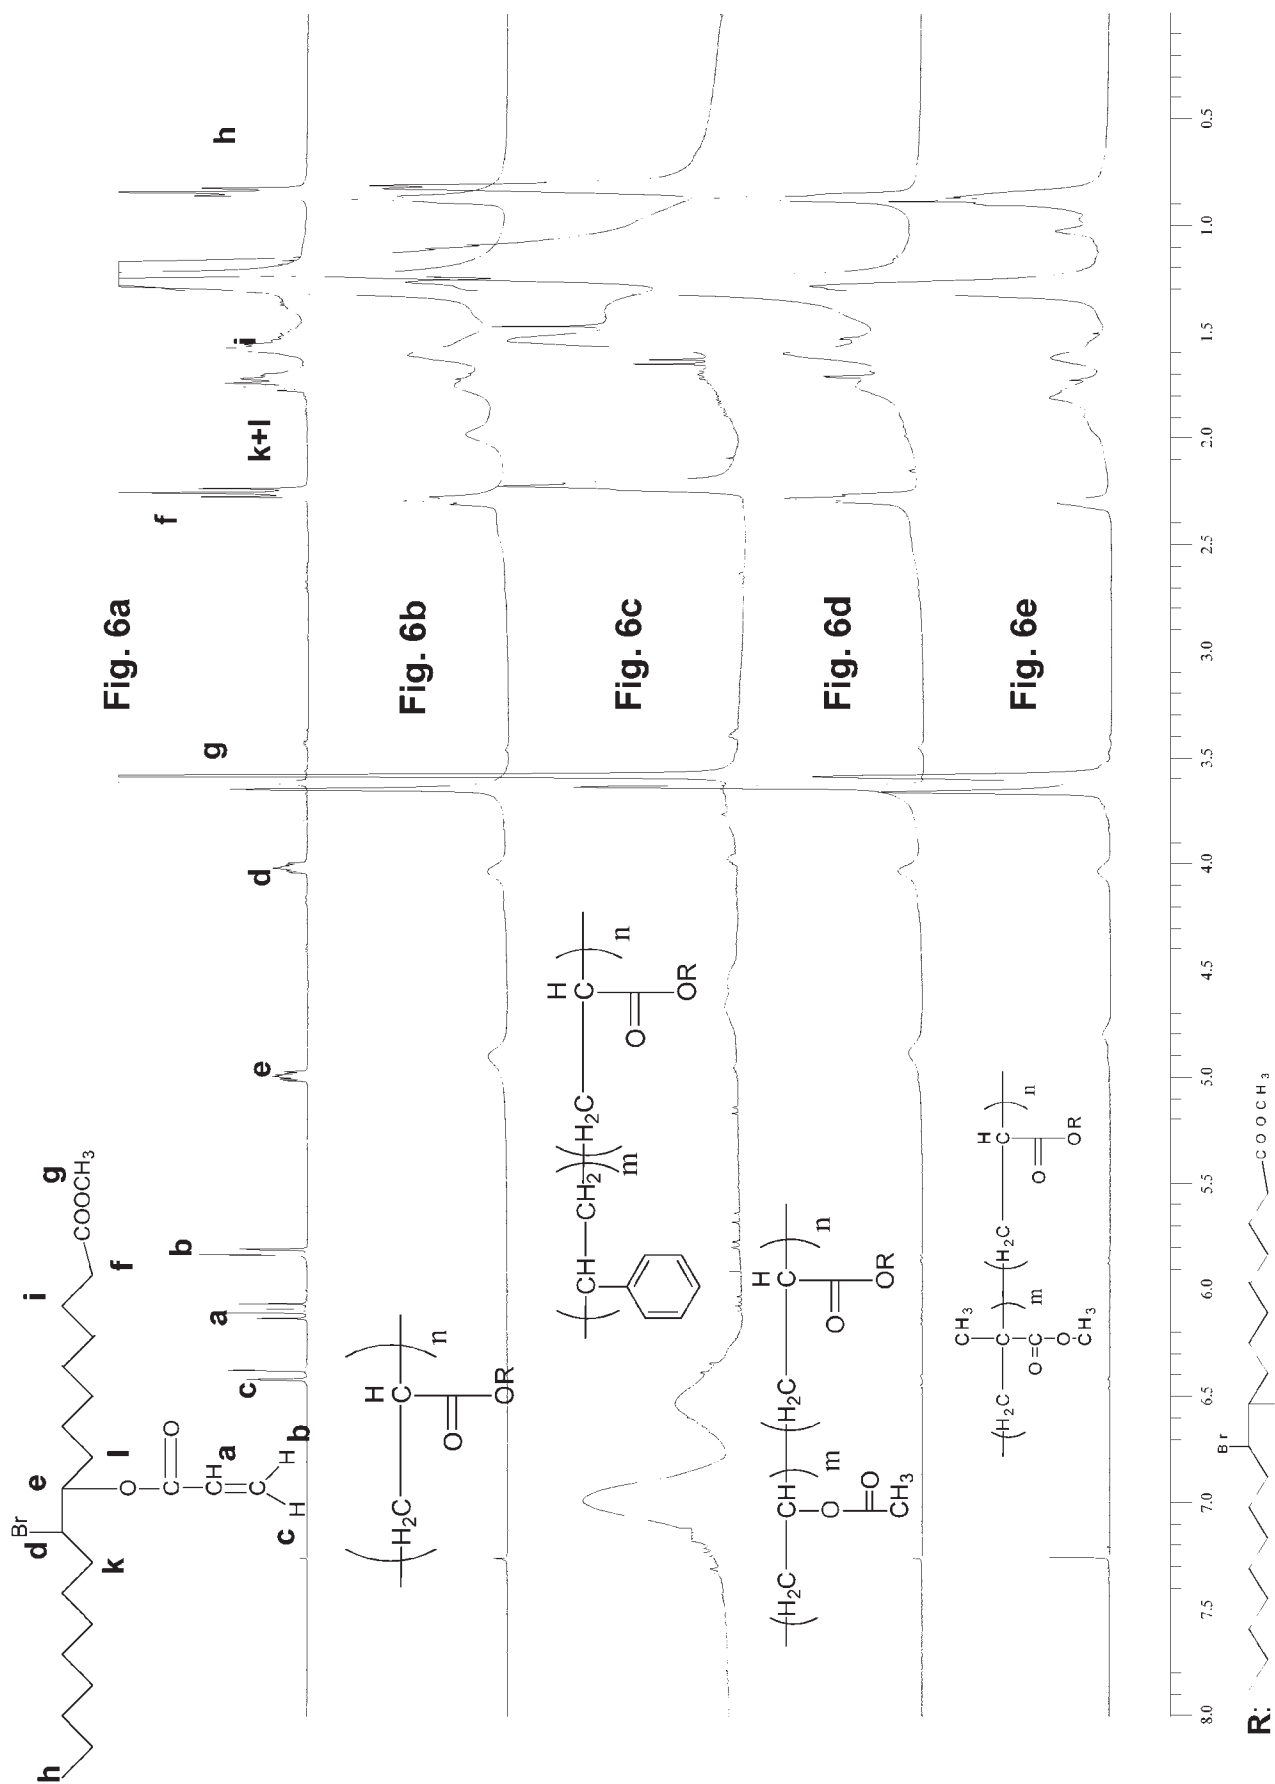 Br
d
e
i
g
COOCH3
f
h
k
l
O
C
O
CH
a
C
H
b
H
c
Fig. 6a
c
a
b
e
d
g
f
k+l
i
h
Fig. 6b
H2C
H
C
n
O
OR
Fig. 6c
CH
CH2
m
H2C
H
C
n
O
OR
Fig. 6d
H2C
CH
m
O
O
CH3
H2C
H
C
n
O
OR
Fig. 6e
H2C
CH3
C
m
O=C
O-CH3
H2C
H
C
n
O
OR
8.0 7.5 7.0 6.5 6.0 5.5 5.0 4.5 4.0 3.5 3.0 2.5 2.0 1.5 1.0 0.5
R:
Br
COOCH3